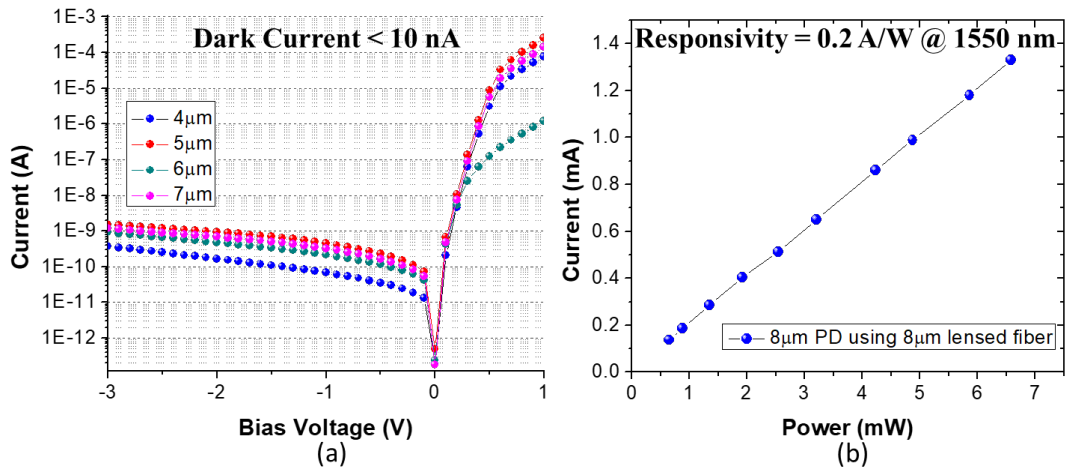 Dark Current < 10 nA
1E-3
1E-4
1E-5
1E-6
1E-7
1E-8
1E-9
1E-10
1E-11
1E-12
Current (A)
4μm
5μm
6μm
7μm
-3
-2
-1
0
1
Bias Voltage (V)
(a)
Responsivity = 0.2 A/W @ 1550 nm
1.4
1.2
1.0
0.8
0.6
0.4
0.2
0.0
Current (mA)
8μm PD using 8μm lensed fiber
0
1
2
3
4
5
6
7
Power (mW)
(b)